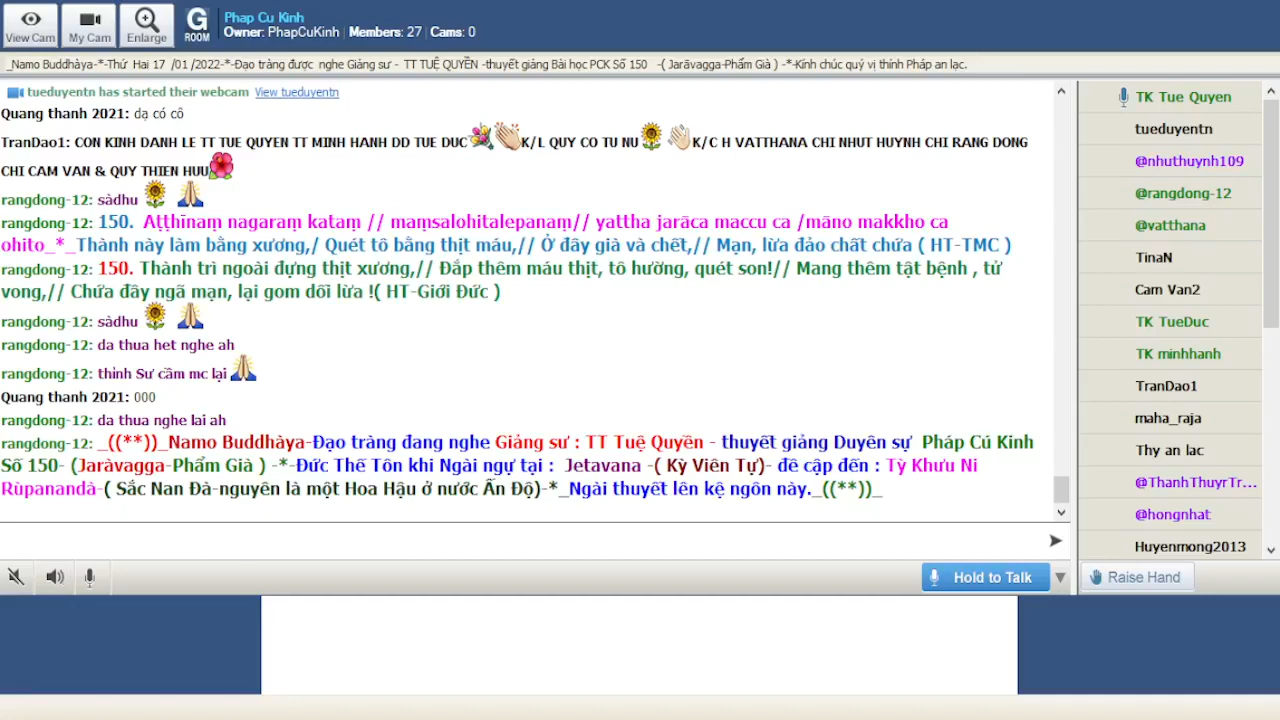 View Cam
My Cam
Enlarge
G
ROOM
Phap Cu Kinh
Owner: PhapCuKinh | Members: 27 | Cams: 0
_Namo Buddhàya-*-Thứ Hai 17 /01 /2022-*-Đạo tràng được nghe Giảng sư - TT TUỆ QUYỀN -thuyết giảng Bài học PCK Số 150 -( Jarāvagga-Phẩm Già ) -*-Kính chúc quý vị thính Pháp an lạc.
tueduyentn has started their webcam View tueduyentn
Quang thanh 2021: dạ có cô
TranDao1: CON KINH DANH LE TT TUE QUYEN TT MINH HANH DD TUE DUC K/L QUY CO TU NU K/C H VATTHANA CHI NHUT HUYNH CHI RANG DONG
CHI CAM VAN & QUY THIEN HUU
rangdong-12: sàdhu
rangdong-12: 150. Aṭṭhīnaṃ nagaraṃ kataṃ // maṃsalohitalepanaṃ// yattha jarāca maccu ca /māno makkho ca
ohito_*_Thành này làm bằng xương,/ Quét tô bằng thịt máu,// Ở đây già và chết,// Mạn, lừa đảo chất chứa ( HT-TMC )
rangdong-12: 150. Thành trì ngoài đựng thịt xương,// Đắp thêm máu thịt, tô hường, quét son!// Mang thêm tật bệnh , tử
vong,// Chứa đầy ngã mạn, lại gom dối lừa !( HT-Giới Đức )
rangdong-12: sàdhu
rangdong-12: da thua het nghe ah
rangdong-12: thỉnh Sư cầm mc lại
Quang thanh 2021: 000
rangdong-12: da thua nghe lai ah
rangdong-12: _((**))_Namo Buddhàya-Đạo tràng đang nghe Giảng sư : TT Tuệ Quyền - thuyết giảng Duyên sự Pháp Cú Kinh
Số 150- (Jaràvagga-Phẩm Già ) -*-Đức Thế Tôn khi Ngài ngự tại : Jetavana -( Kỳ Viên Tự)- đề cập đến : Tỳ Khưu Ni
Rùpanandà-( Sắc Nan Đà-nguyên là một Hoa Hậu ở nước Ấn Độ)-*_Ngài thuyết lên kệ ngôn này._((**))_
Hold to Talk
TK Tue Quyen
tueduyentn
@nhuthuynh109
@rangdong-12
@vatthana
TinaN
Cam Van2
TK TueDuc
TK minhhanh
TranDao1
maha_raja
Thy an lac
@ThanhThuyrTr...
@hongnhat
Huyenmong2013
Raise Hand